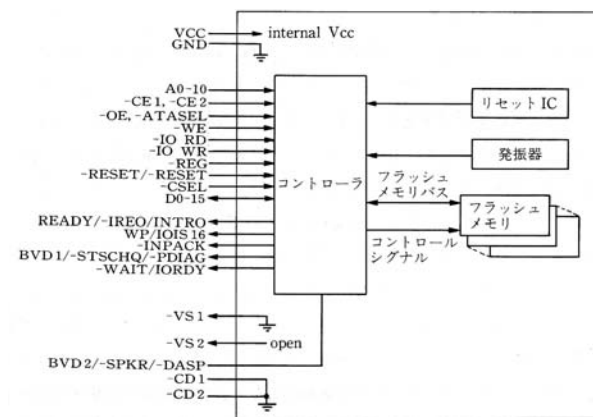 VCC
internal Vcc
GND
A0-10
-CE1, -CE2
-OE, -ATASEL
-WE
-IO RD
-IO WR
-REG
-RESET/-RESET
-CSEL
D0-15
READY/-IREO/INTRO
WP/IOIS16
-INPACK
BVD1/-STSCHQ/-PDIAG
-WAIT/IORDY
コントローラ
リセットIC
発振器
フラッシュ
メモリバス
フラッシュ
メモリ
コントロール
シグナル
-VS1
-VS2
open
BVD2/-SPKR/-DASP
-CD1
-CD2